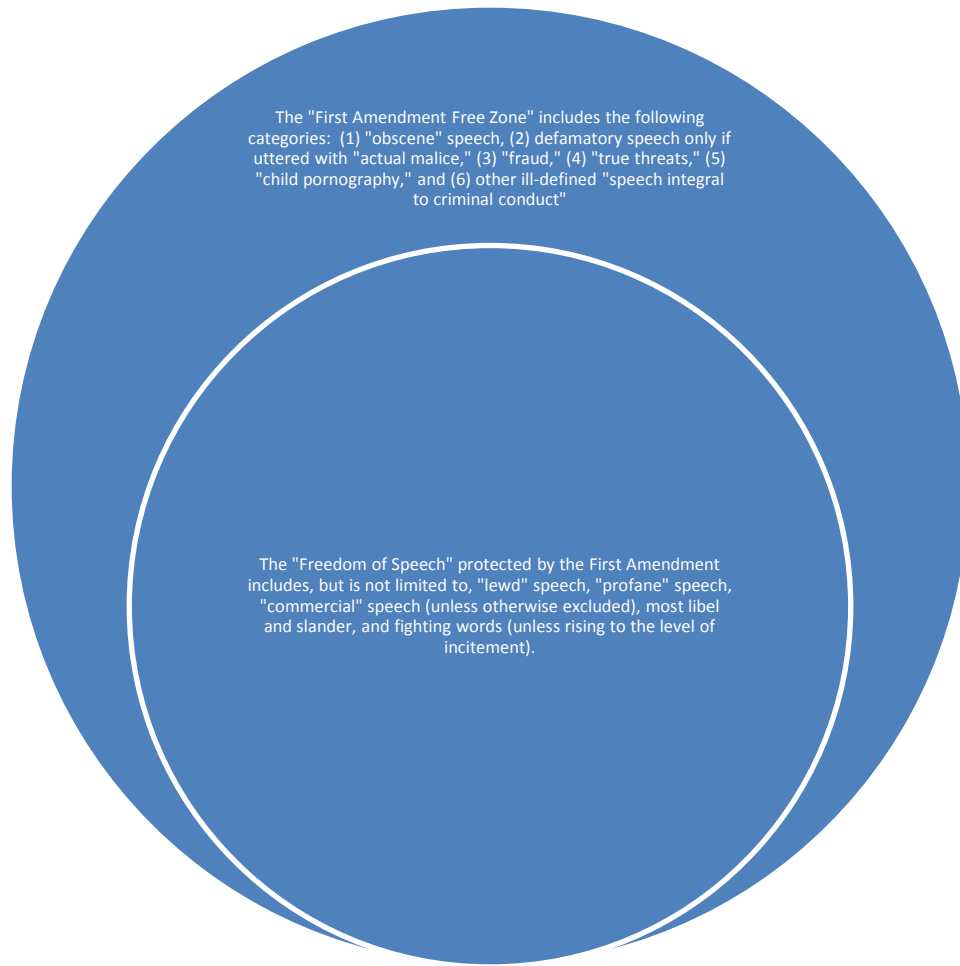 The "First Amendment Free Zone" includes the following
categories:  (1) "obscene" speech, (2) defamatory speech only if
uttered with "actual malice," (3) "fraud," (4) "true threats," (5)
"child pornography," and (6) other ill-defined "speech integral
to criminal conduct"
The "Freedom of Speech" protected by the First Amendment
includes, but is not limited to, "lewd" speech, "profane" speech,
"commercial" speech (unless otherwise excluded), most libel
and slander, and fighting words (unless rising to the level of
incitement).